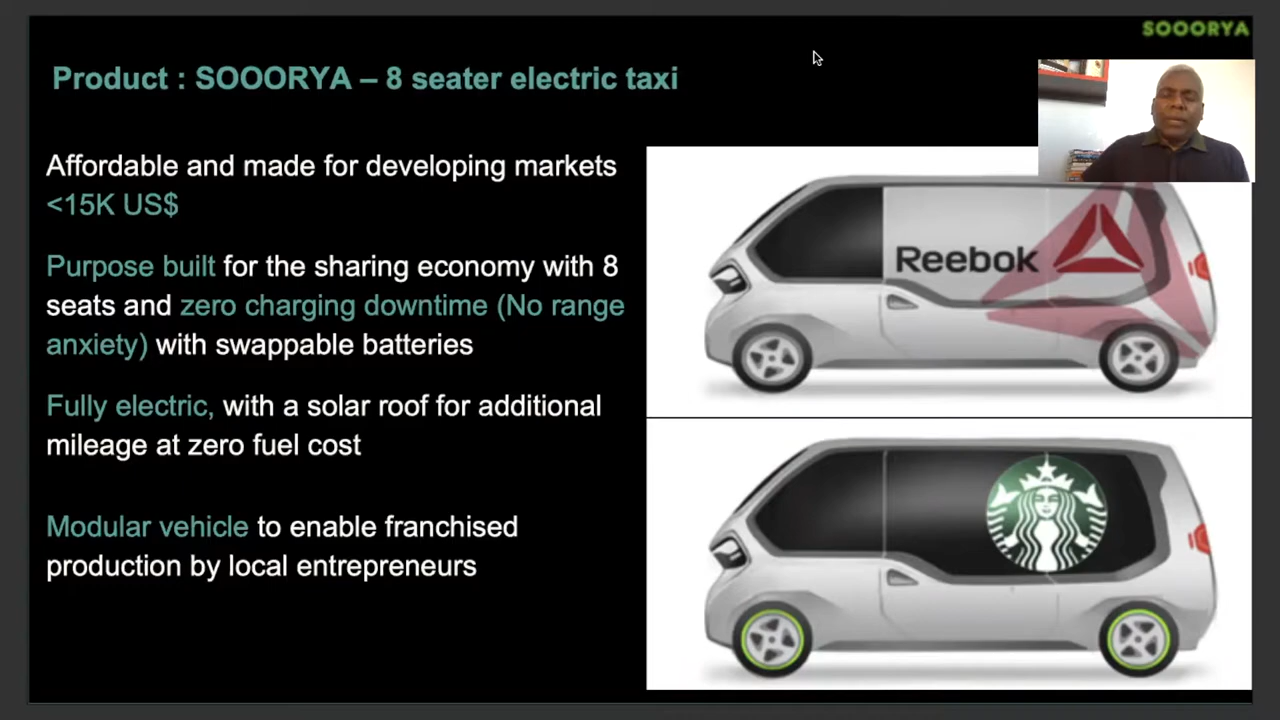 SOOORYA
Product : SOOORYA – 8 seater electric taxi
Affordable and made for developing markets
<15K US$
Purpose built for the sharing economy with 8
seats and zero charging downtime (No range
anxiety) with swappable batteries
Fully electric, with a solar roof for additional
mileage at zero fuel cost
Modular vehicle to enable franchised
production by local entrepreneurs
Reebok